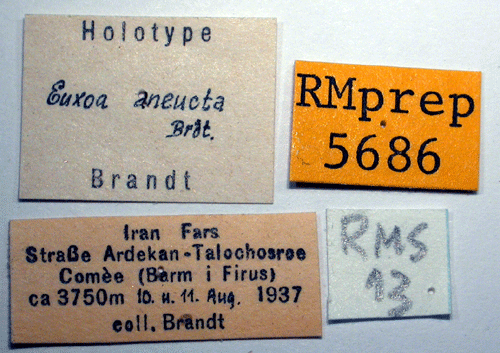 Holotype
Euxoa aneucta
Brdt.
Brandt
RMprep
5686
Iran Fars
Straße Ardekan-Talochosroe
Comèe (Barm i Firus)
ca 3750m 10. u. 11. Aug. 1937
coll. Brandt
RMS
13